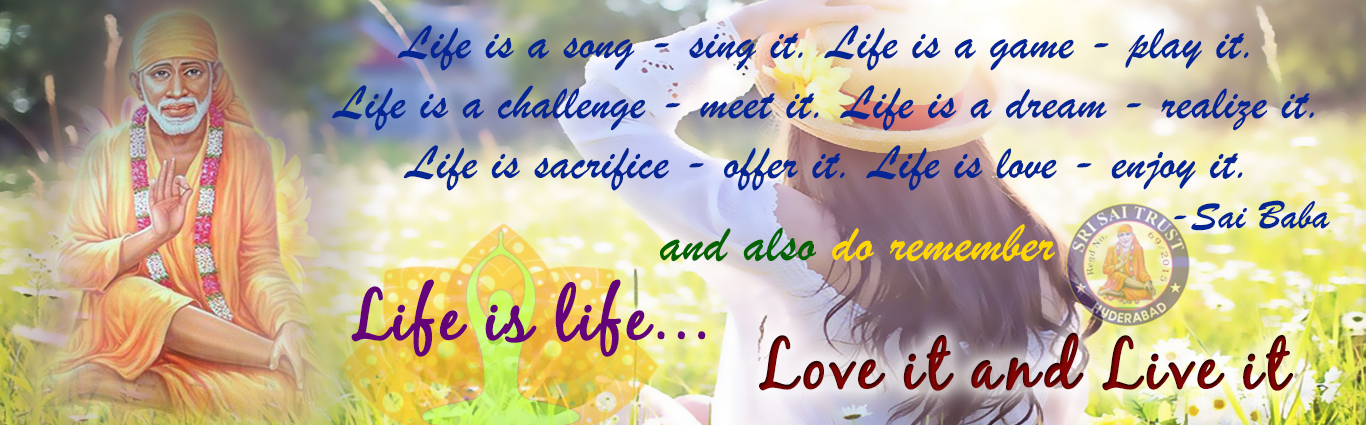 Life is a song - sing it. Life is a game - play it.
Life is a challenge - meet it. Life is a dream - realize it.
Life is sacrifice - offer it. Life is love - enjoy it.
-Sai Baba
and also do remember
SRI SAI TRUST
HYDERABAD
Life is life...
Love it and Live it